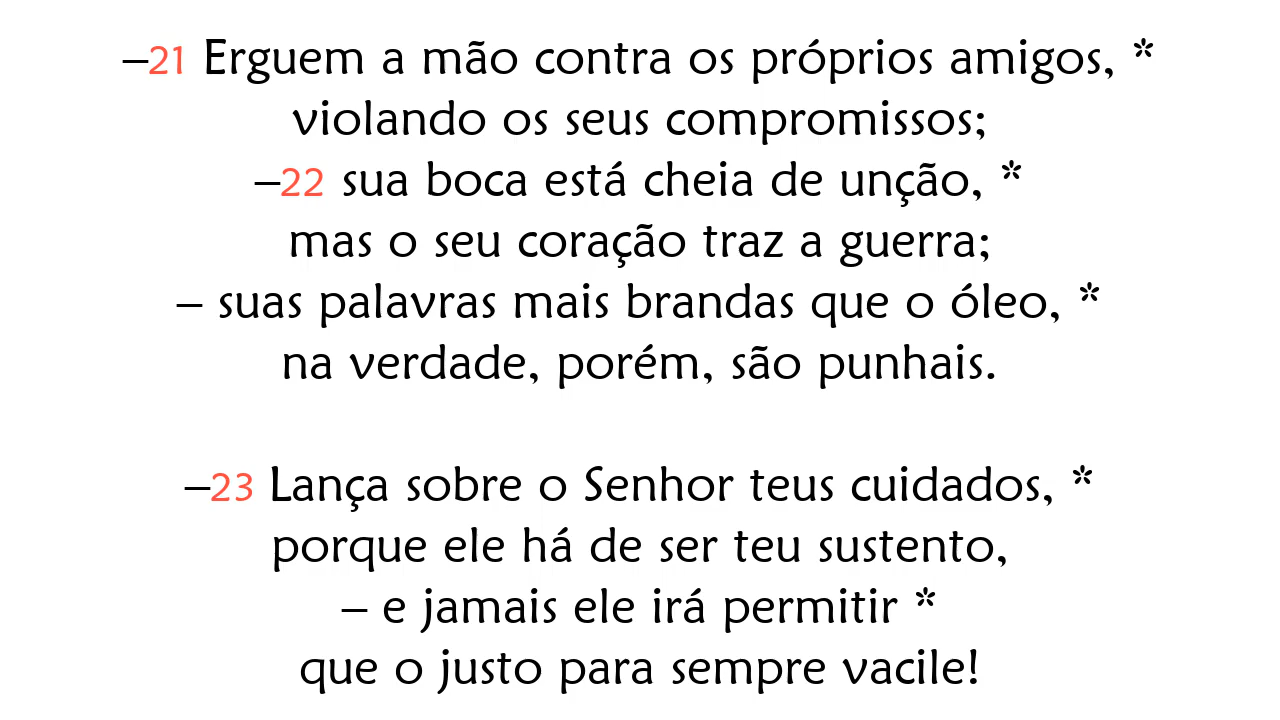 –21 Erguem a mão contra os próprios amigos, *
violando os seus compromissos;
–22 sua boca está cheia de unção, *
mas o seu coração traz a guerra;
– suas palavras mais brandas que o óleo, *
na verdade, porém, são punhais.
–23 Lança sobre o Senhor teus cuidados, *
porque ele há de ser teu sustento,
– e jamais ele irá permitir *
que o justo para sempre vacile!